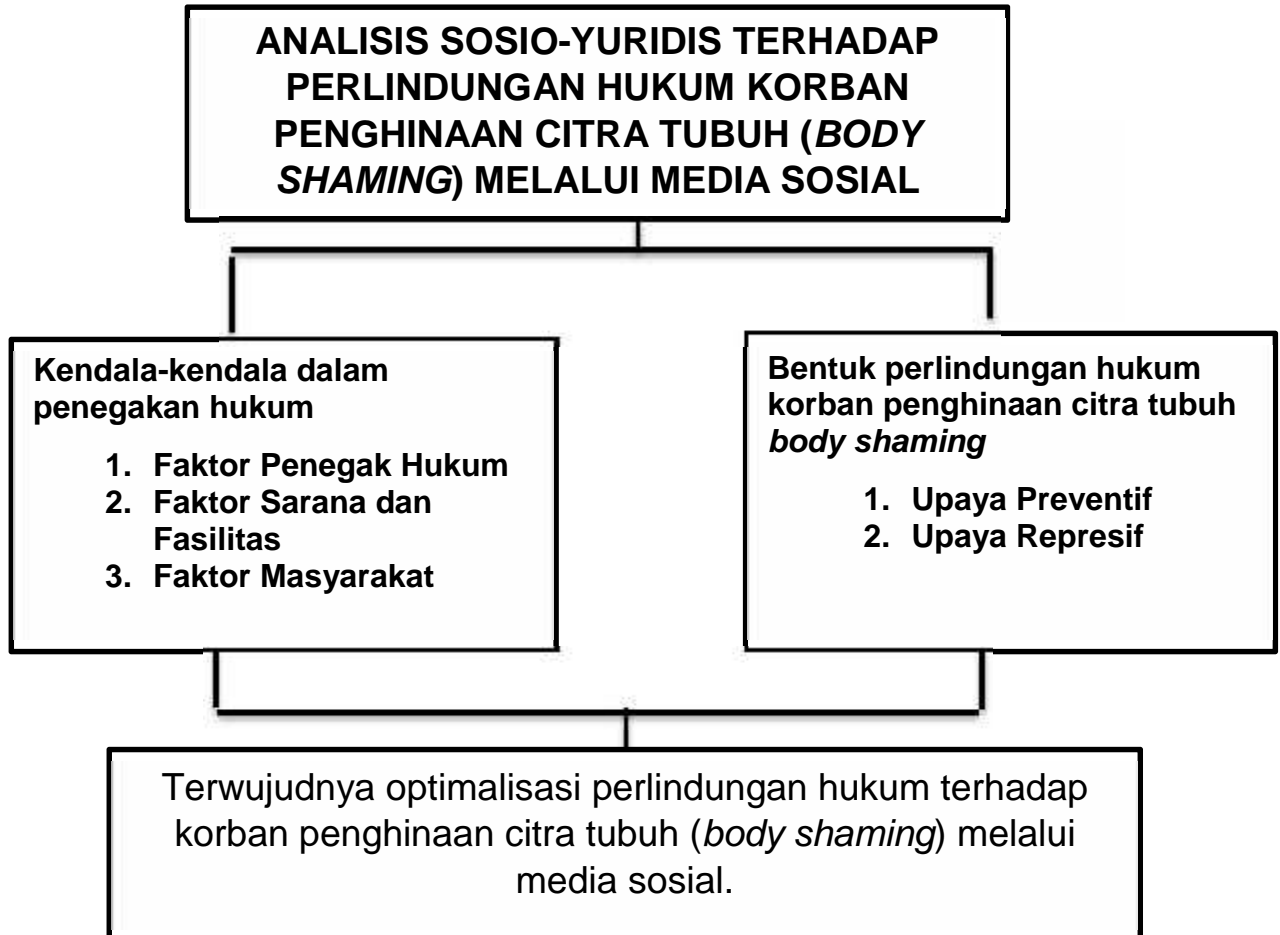 ANALISIS SOSIO-YURIDIS TERHADAP
PERLINDUNGAN HUKUM KORBAN
PENGHINAAN CITRA TUBUH (BODY
SHAMING) MELALUI MEDIA SOSIAL
Kendala-kendala dalam
penegakan hukum
1. Faktor Penegak Hukum
2. Faktor Sarana dan
Fasilitas
3. Faktor Masyarakat
Bentuk perlindungan hukum
korban penghinaan citra tubuh
body shaming
1. Upaya Preventif
2. Upaya Represif
Terwujudnya optimalisasi perlindungan hukum terhadap
korban penghinaan citra tubuh (body shaming) melalui
media sosial.